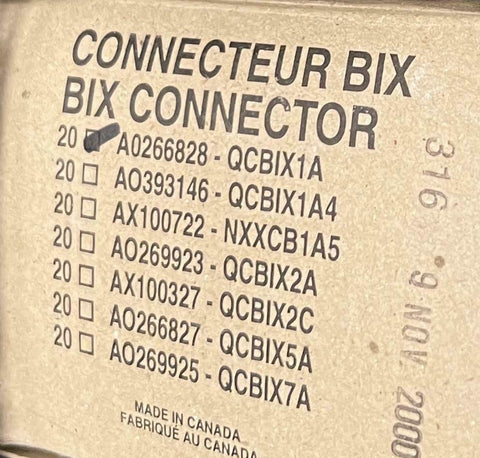 CONNECTEUR BIX
BIX CONNECTOR
20 A0266828 - QCBIX1A
20 □ AO393146 - QCBIX1A4
20 □ AX100722 - NXXCB1A5
20 □ AO269923 - QCBIX2A
20 □ AX100327 - QCBIX2C
20 □ AO266827 - QCBIX5A
20 □ AO269925 - QCBIX7A
MADE IN CANADA
FABRIQUÉ AU CANADA
316 9 NOV 2000